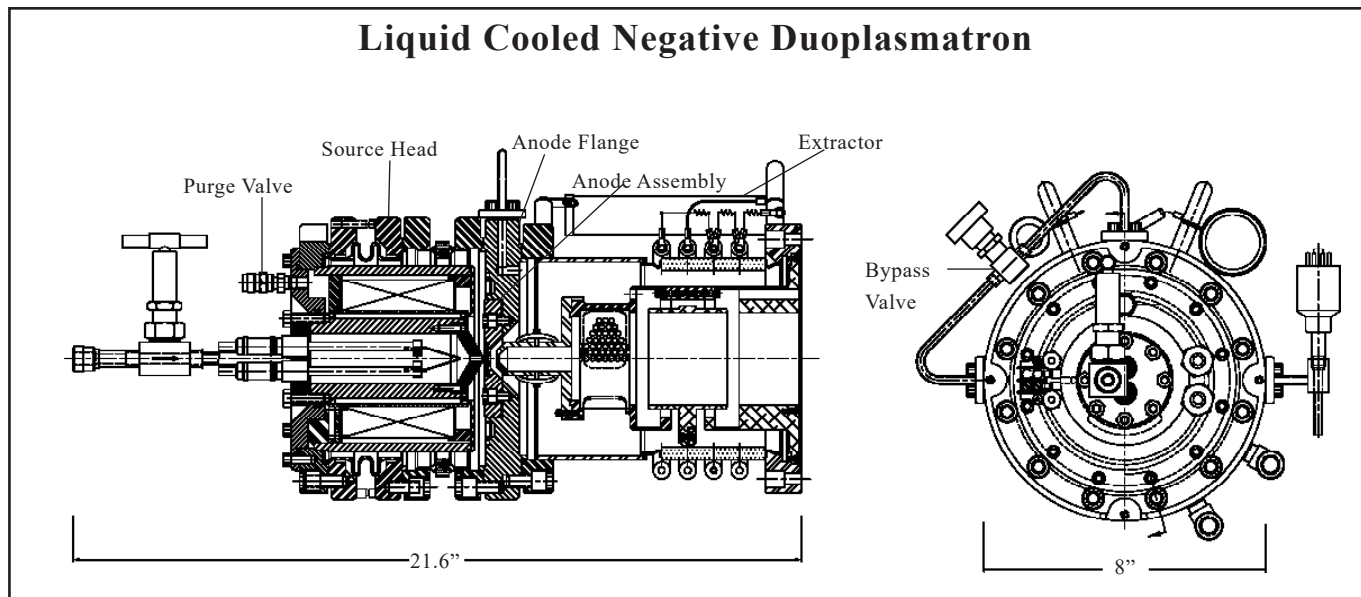 Liquid Cooled Negative Duoplasmatron
Source Head
Anode Flange
Extractor
Purge Valve
Anode Assembly
Bypass
Valve
21.6”
8”